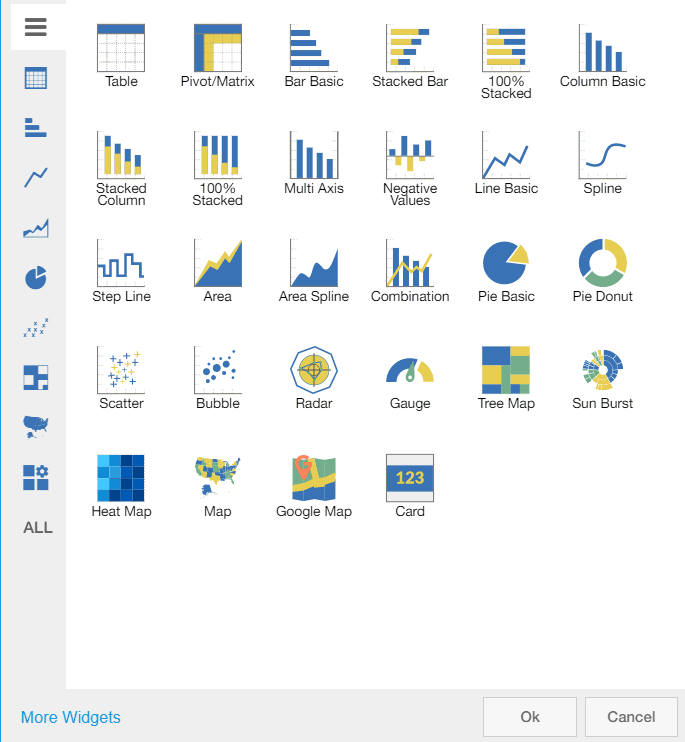 Table
Pivot/Matrix
Bar Basic
Stacked Bar
100%
Stacked
Column Basic
Stacked
Column
100%
Stacked
Multi Axis
Negative
Values
Line Basic
Spline
Step Line
Area
Area Spline
Combination
Pie Basic
Pie Donut
Scatter
Bubble
Radar
Gauge
Tree Map
Sun Burst
Heat Map
Map
Google Map
123
Card
ALL
More Widgets
Ok
Cancel